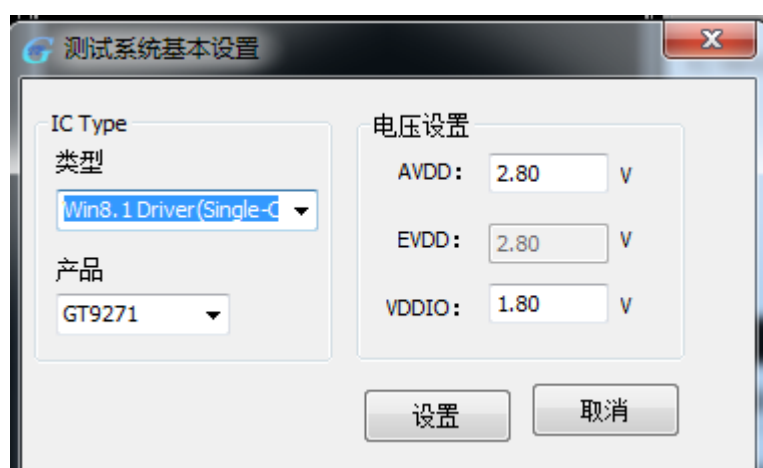 测试系统基本设置
IC Type
类型
Win8.1 Driver(Single-C
产品
GT9271
电压设置
AVDD: 2.80 V
EVDD: 2.80 V
VDDIO: 1.80 V
设置
取消